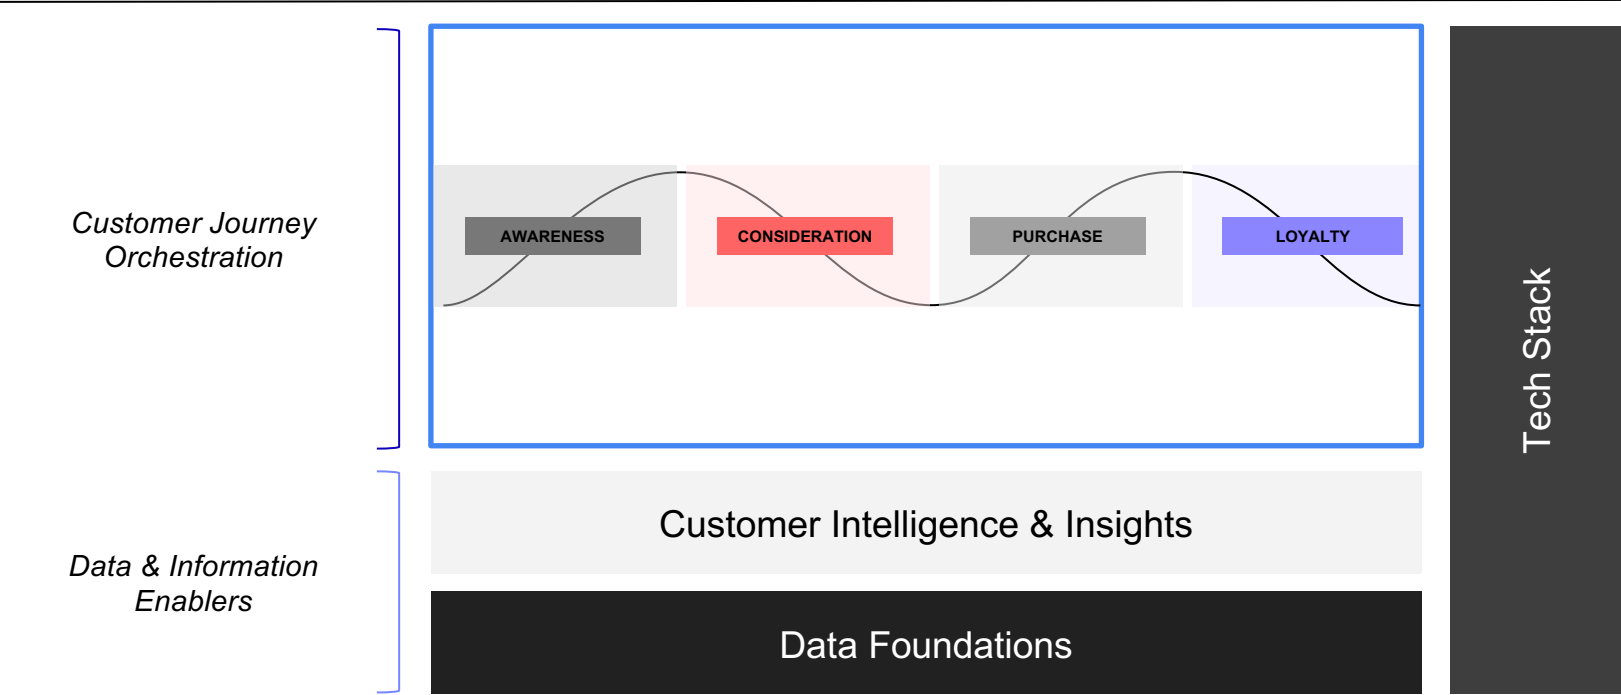 Customer Journey
Orchestration
AWARENESS
CONSIDERATION
PURCHASE
LOYALTY
Tech Stack
Customer Intelligence & Insights
Data & Information
Enablers
Data Foundations